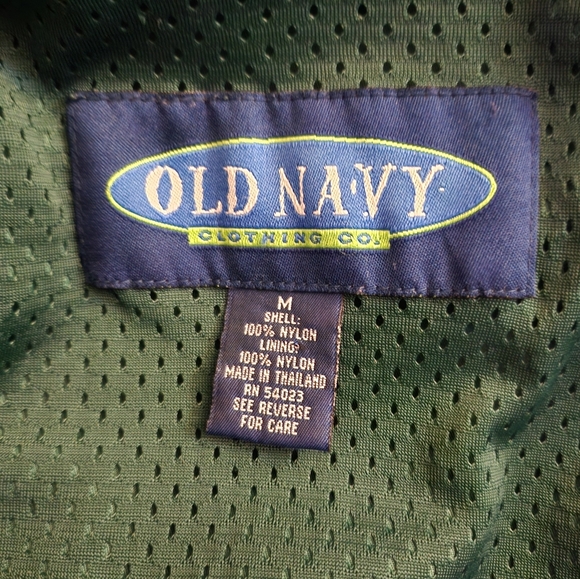 OLD NAVY
CLOTHING CO.
M
SHELL:
100% NYLON
LINING:
100% NYLON
MADE IN THAILAND
RN 54023
SEE REVERSE
FOR CARE